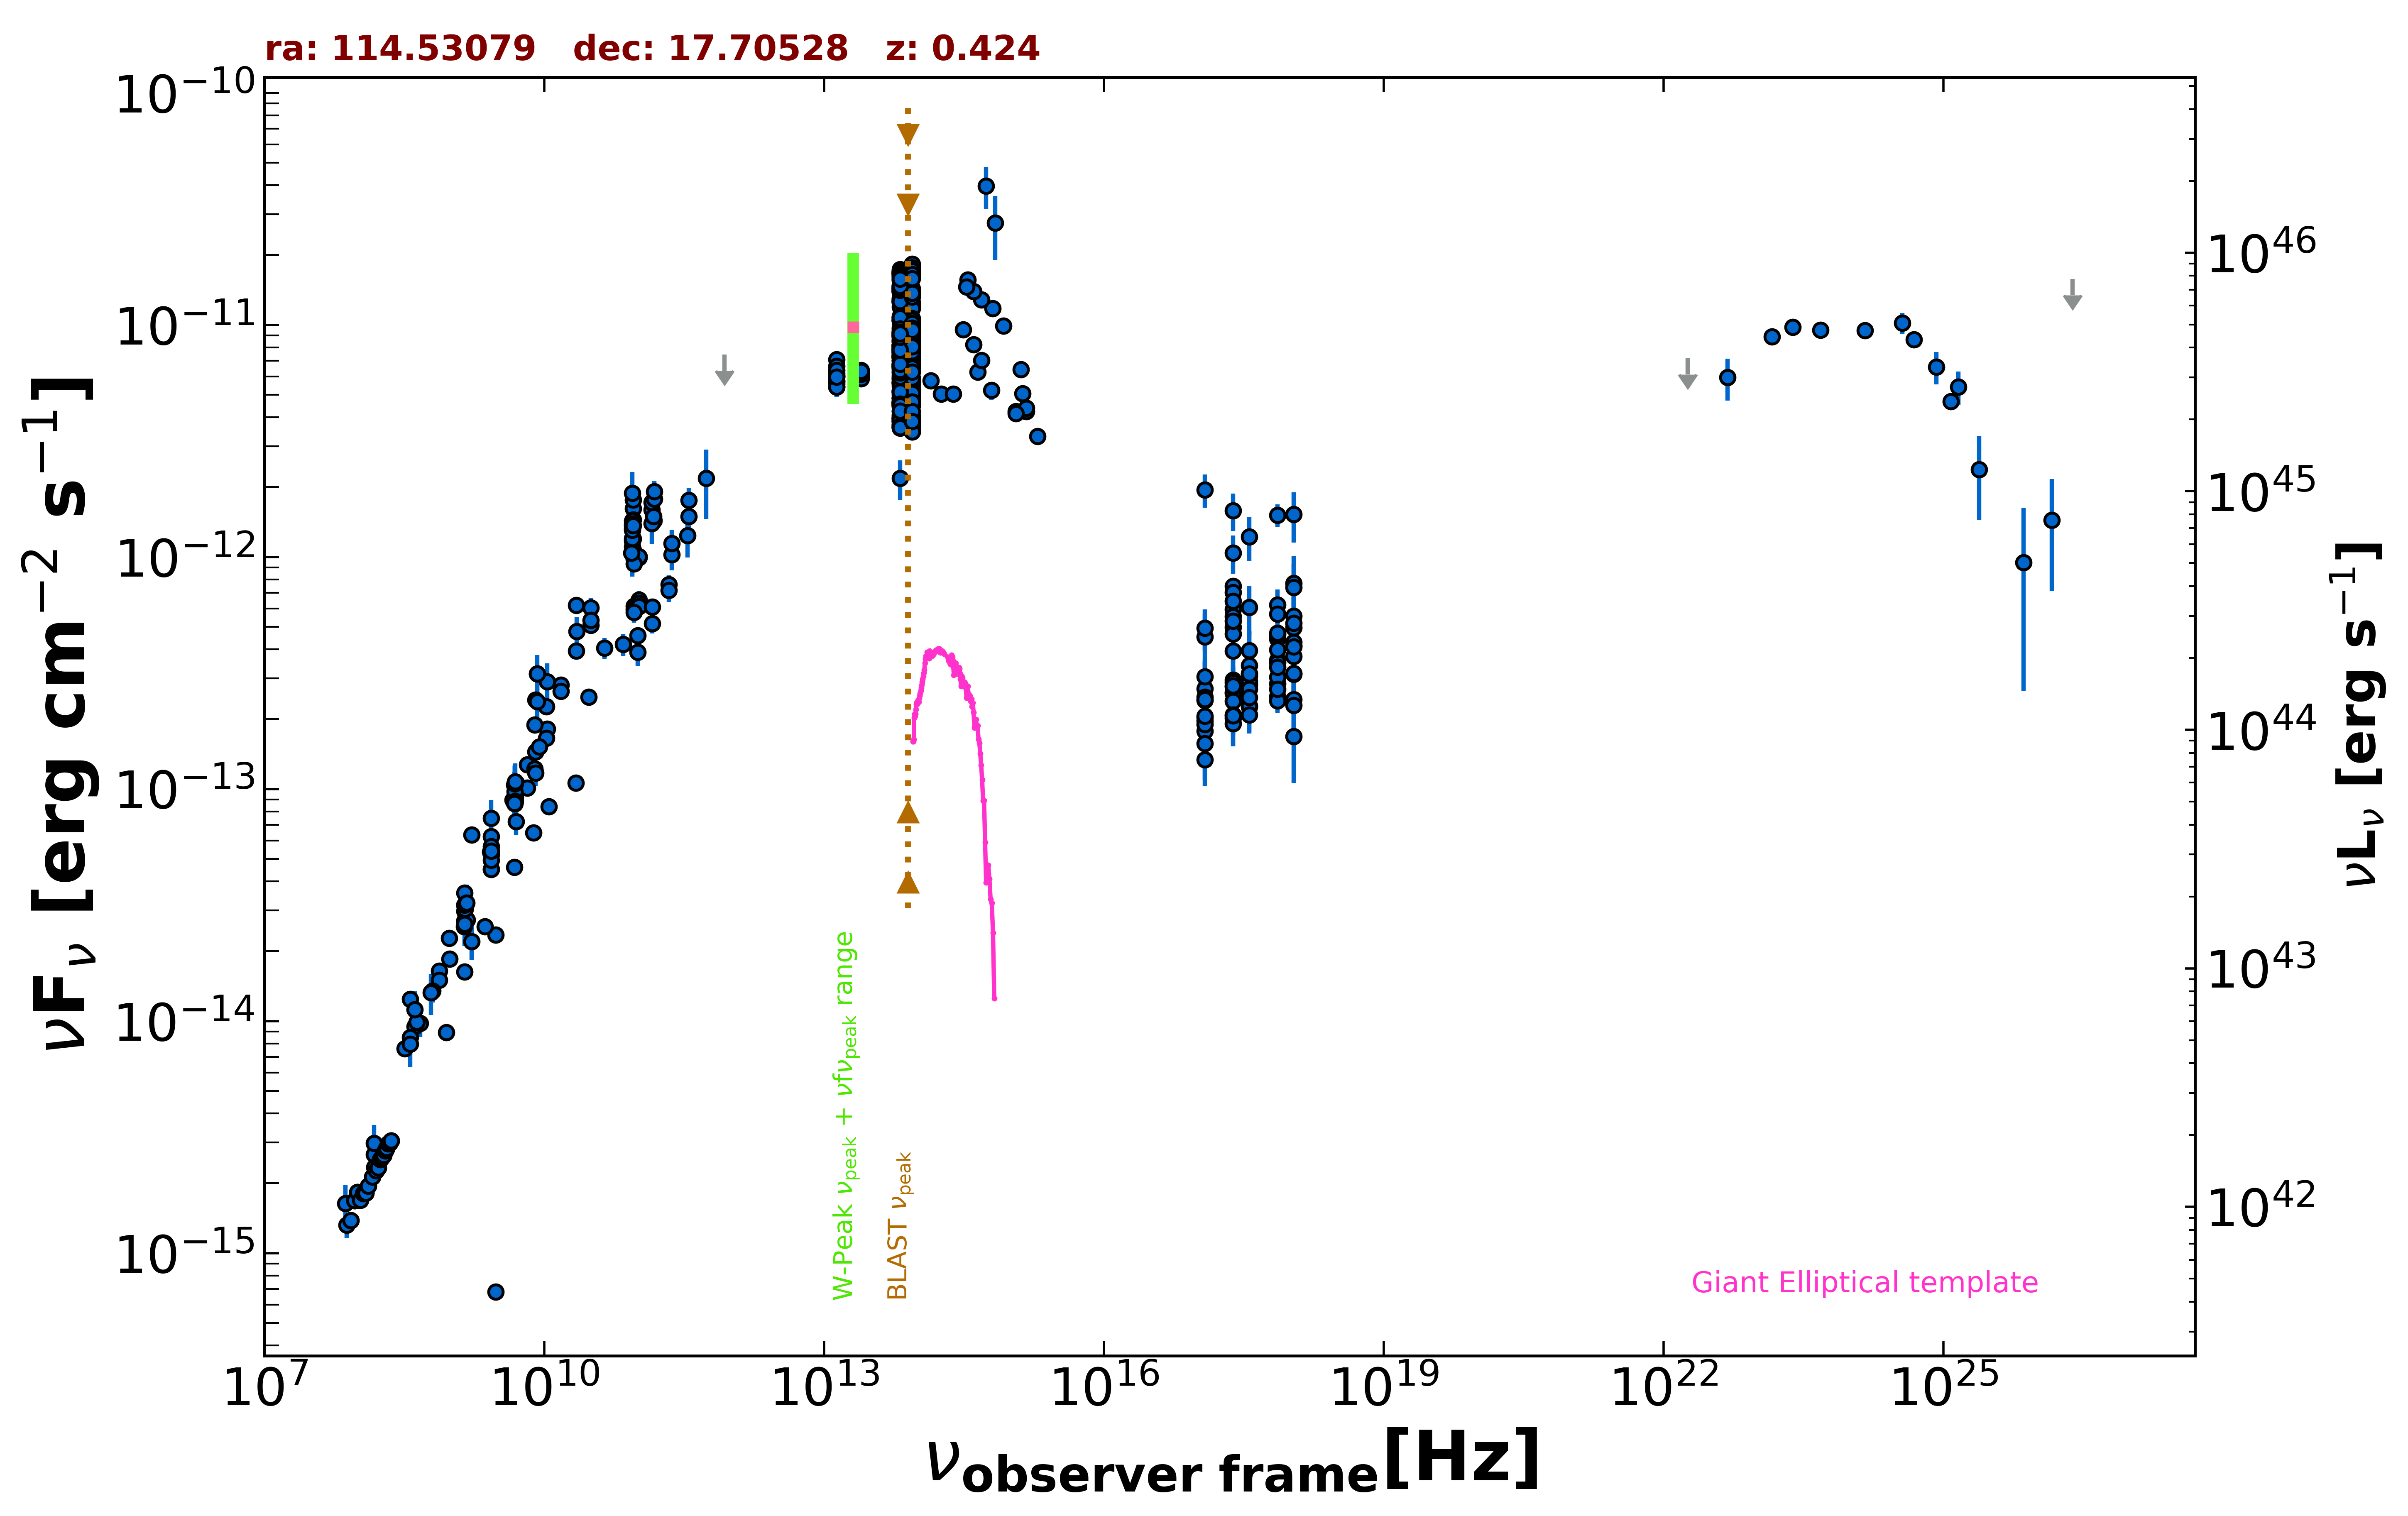 ra: 114.53079   dec: 17.70528   z: 0.424
νF_ν [erg cm^−2 s^−1]
10^−10
10^−11
10^−12
10^−13
10^−14
10^−15
10^46
10^45
10^44
10^43
10^42
νL_ν [erg s^−1]
W-Peak ν_peak + νfν_peak range
BLAST ν_peak
Giant Elliptical template
10^7 10^10 10^13 10^16 10^19 10^22 10^25
ν_observer frame [Hz]